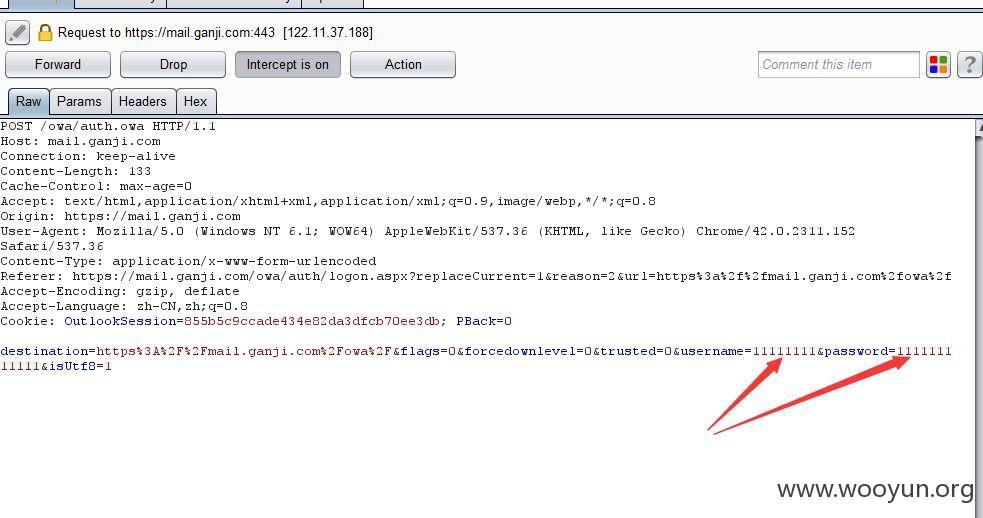 Request to https://mail.ganji.com:443 [122.11.37.188]
Forward Drop Intercept is on Action Comment this item ?
Raw Params Headers Hex
POST /owa/auth.owa HTTP/1.1
Host: mail.ganji.com
Connection: keep-alive
Content-Length: 133
Cache-Control: max-age=0
Accept: text/html,application/xhtml+xml,application/xml;q=0.9,image/webp,*/*;q=0.8
Origin: https://mail.ganji.com
User-Agent: Mozilla/5.0 (Windows NT 6.1; WOW64) AppleWebKit/537.36 (KHTML, like Gecko) Chrome/42.0.2311.152
Safari/537.36
Content-Type: application/x-www-form-urlencoded
Referer: https://mail.ganji.com/owa/auth/logon.aspx?replaceCurrent=1&reason=2&url=https%3a%2f%2fmail.ganji.com%2fowa%2f
Accept-Encoding: gzip, deflate
Accept-Language: zh-CN,zh;q=0.8
Cookie: OutlookSession=855b5c9ccade434e82da3dfcb70ee3db; PBack=0
destination=https%3A%2F%2Fmail.ganji.com%2Fowa%2F&flags=0&forcedownlevel=0&trusted=0&username=11111111&password=111111
11111&isUtf8=1
www.wooyun.org